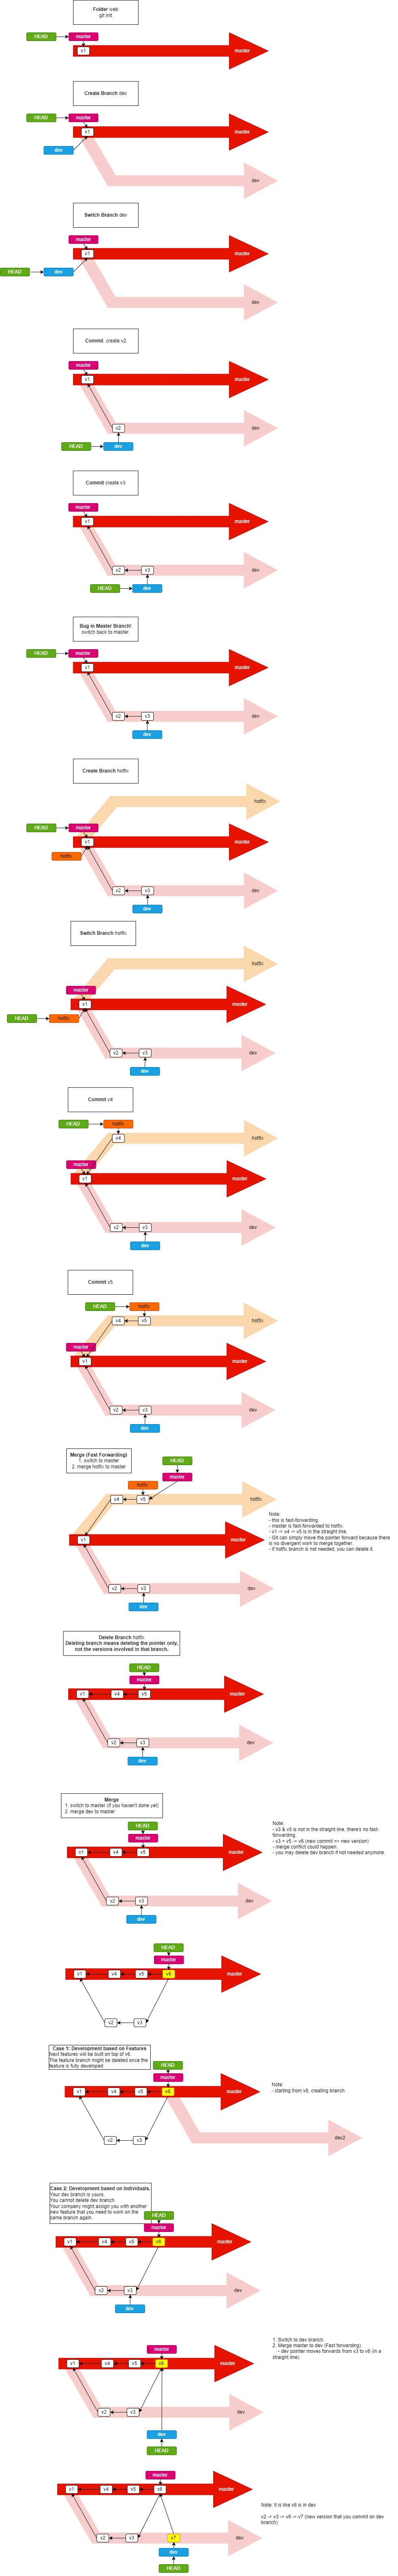 Folder web
git init
HEAD
master
v1
master
Create Branch dev
HEAD
master
v1
master
dev
dev
Switch Branch dev
master
v1
master
HEAD
dev
dev
Commit create v2
master
v1
master
v2
dev
HEAD
dev
Commit create v3
master
v1
master
v2
v3
dev
HEAD
dev
Bug in Master Branch!
switch back to master.
HEAD
master
v1
master
v2
v3
dev
dev
Create Branch hotfix
hotfix
HEAD
master
v1
master
hotfix
v2
v3
dev
dev
Switch Branch hotfix
hotfix
master
v1
master
HEAD
hotfix
v2
v3
dev
dev
Commit v4
HEAD
hotfix
v4
hotfix
master
v1
master
v2
v3
dev
dev
Commit v5
HEAD
hotfix
v4
v5
hotfix
master
v1
master
v2
v3
dev
dev
Merge (Fast Forwarding)
1. switch to master
2. merge hotfix to master
HEAD
master
hotfix
v4
v5
hotfix
v1
master
Note:
- this is fast-forwarding.
- master is fast-forwarded to hotfix.
- v1 -> v4 -> v5 is in the straight line.
- Git can simply move the pointer forward because
there is no divergent work to merge together.
- if hotfix branch is not needed, you can delete it.
v2
v3
dev
dev
Delete Branch hotfix
Deleting branch means deleting the pointer only,
not the versions involved in that branch.
HEAD
master
v1
v4
v5
master
v2
v3
dev
dev
Merge
1. switch to master (if you haven't done yet)
2. merge dev to master
HEAD
master
v1
v4
v5
master
Note:
- v3 & v5 is not in the straight line, there's no fast-
forwarding.
- v3 + v5 -> v6 (new commit == new version)
- merge conflict could happen.
- you may delete dev branch if not needed anymore.
v2
v3
dev
dev
HEAD
master
v1
v4
v5
v6
master
v2
v3
Case 1: Development based on Features
Next features will be built on top of v6.
The feature branch might be deleted once the
feature is fully developed.
HEAD
master
v1
v4
v5
v6
master
Note:
- starting from v6, creating branch.
v2
v3
dev2
Case 2: Development based on Individuals.
Your dev branch is yours.
You cannot delete dev branch.
Your company might assign you with another
new feature that you need to work on the
same branch again.
HEAD
master
v1
v4
v5
v6
master
v2
v3
dev
dev
1. Switch to dev branch.
2. Merge master to dev (Fast forwarding).
- dev pointer moves forwards from v3 to v6 (in a
straight line).
master
v1
v4
v5
v6
master
v2
v3
dev
dev
HEAD
master
v1
v4
v5
v6
master
Note: it is like v6 is in dev
v2 -> v3 -> v6 -> v7 (new version that you commit on dev
branch)
v2
v3
v7
dev
dev
HEAD